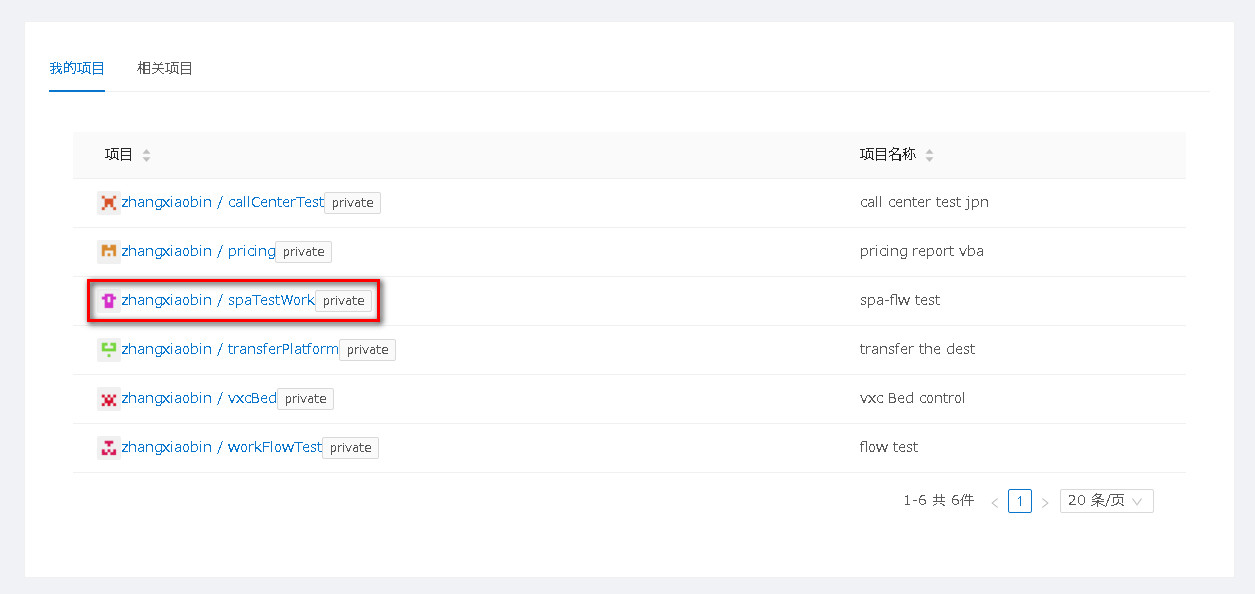 我的项目 相关项目
项目 项目名称
zhangxiaobin / callCenterTest private call center test jpn
zhangxiaobin / pricing private pricing report vba
zhangxiaobin / spaTestWork private spa-flw test
zhangxiaobin / transferPlatform private transfer the dest
zhangxiaobin / vxcBed private vxc Bed control
zhangxiaobin / workFlowTest private flow test
1-6 共 6件 < 1 > 20 条/页